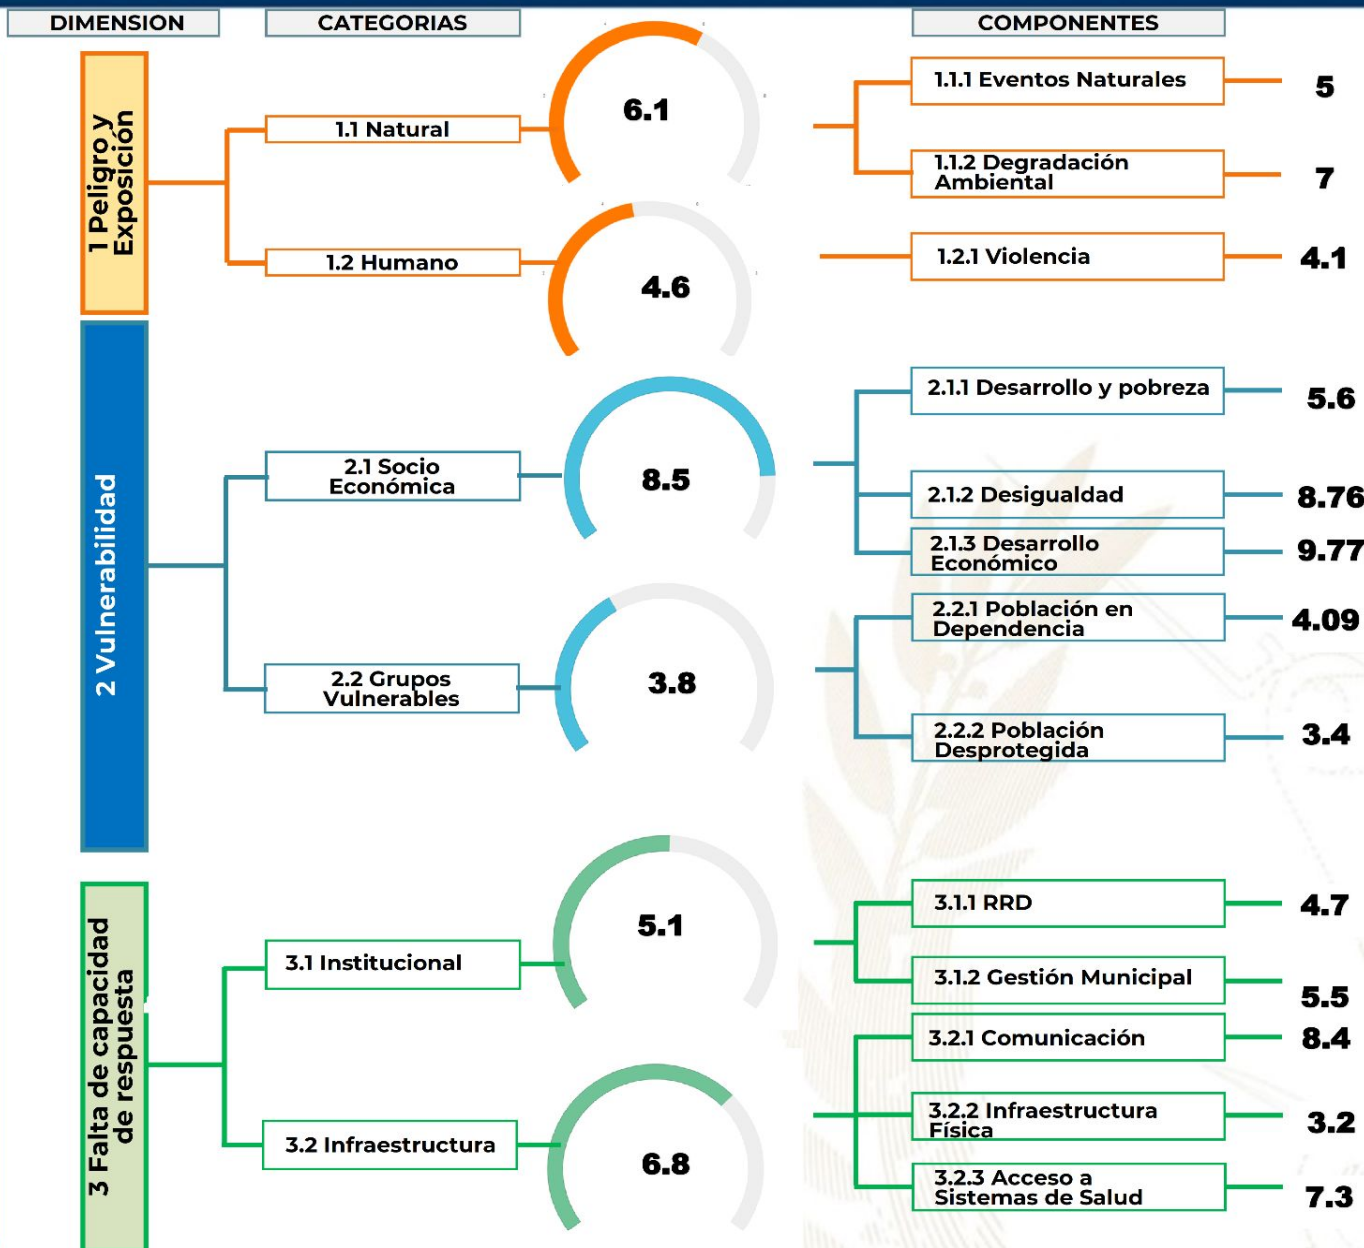 DIMENSION
CATEGORIAS
COMPONENTES
1 Peligro y
Exposición
1.1 Natural
6.1
1.1.1 Eventos Naturales
5
1.1.2 Degradación
Ambiental
7
1.2 Humano
4.6
1.2.1 Violencia
4.1
2 Vulnerabilidad
2.1 Socio
Económica
8.5
2.1.1 Desarrollo y pobreza
5.6
2.1.2 Desigualdad
8.76
2.1.3 Desarrollo
Económico
9.77
2.2 Grupos
Vulnerables
3.8
2.2.1 Población en
Dependencia
4.09
2.2.2 Población
Desprotegida
3.4
3 Falta de capacidad
de respuesta
3.1 Institucional
5.1
3.1.1 RRD
4.7
3.1.2 Gestión Municipal
5.5
3.2 Infraestructura
6.8
3.2.1 Comunicación
8.4
3.2.2 Infraestructura
Física
3.2
3.2.3 Acceso a
Sistemas de Salud
7.3